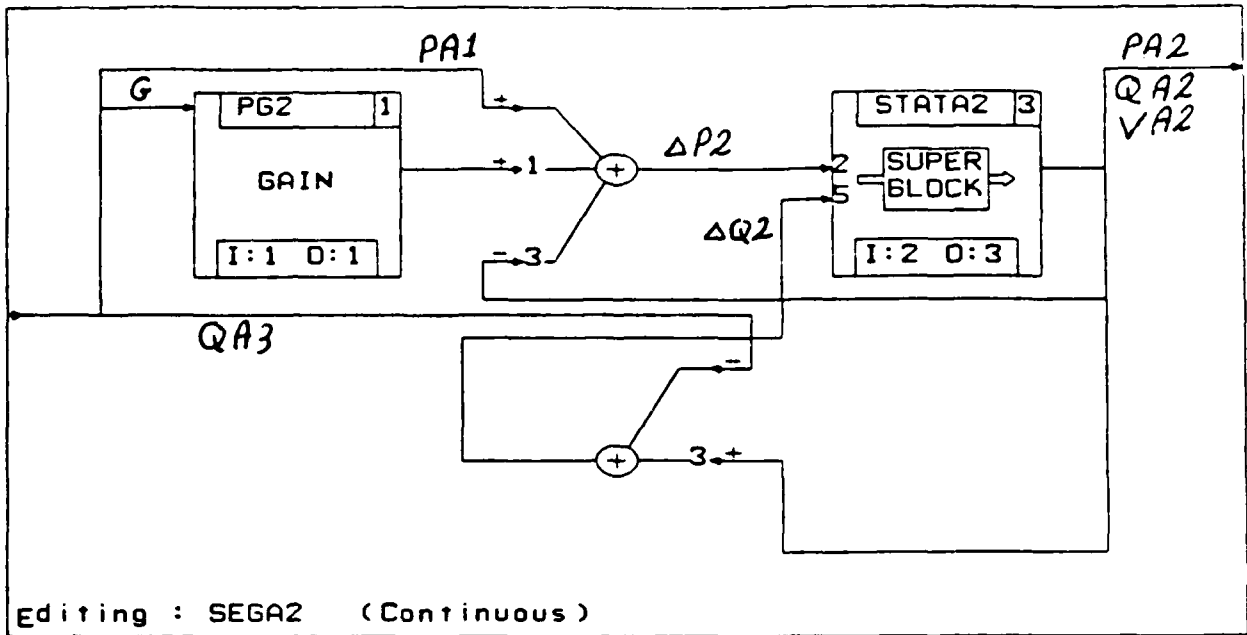 PA1
PA2
G
PG2 1
STATA2 3
QA2
VA2
+
+ 1
+
ΔP2
2
SUPER
BLOCK
GAIN
5
ΔQ2
I:1 O:1
- 3
I:2 O:3
QA3
-
+
3 +
Editing : SEGA2 (Continuous)